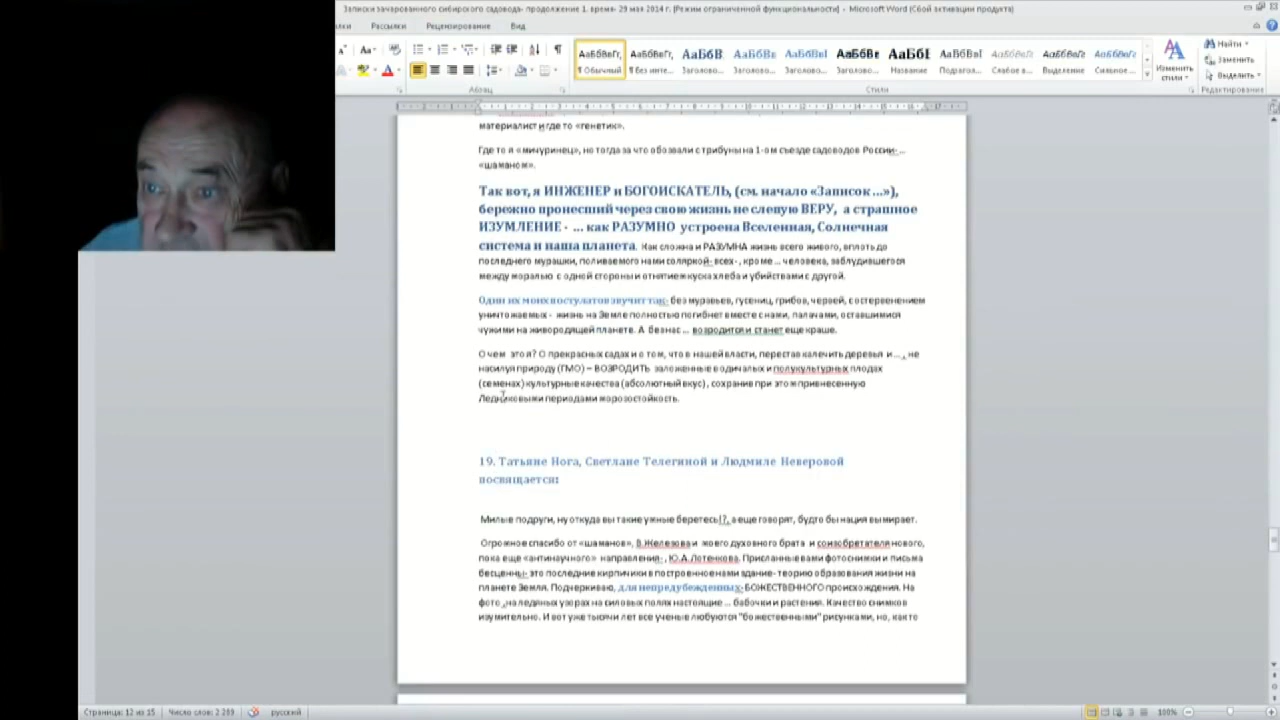 Записки зачарованного сибирского садовода- продолжение 1. время- 29 мая 2014 г. [Режим ограниченной функциональности] - Microsoft Word (Сбой активации продукта)
лки Рассылки Рецензирование Вид
АаБбВвГг, АаБбВвГг, АаБбВ АаБбВв АаБбВвІ АаБбВв АаБбІ АаБбВв АаБбВвГг АаБбВвГг АаБбВвГг
¶ Обычный ¶ Без инте... Заголово... Заголово... Заголово... Заголово... Название Подзагол... Слабое в... Выделение Сильное ...
Изменить стили
Найти
Заменить
Выделить
Абзац Стили Редактирование
материалист и где то «генетик».
Где то я «мичуринец», но тогда за что обозвали с трибуны на 1-ом съезде садоводов России- ...
«шаманом».
Так вот, я ИНЖЕНЕР и БОГОИСКАТЕЛЬ, (см. начало «Записок ...»),
бережно пронесший через свою жизнь не слепую ВЕРУ, а страшное
ИЗУМЛЕНИЕ - ... как РАЗУМНО устроена Вселенная, Солнечная
система и наша планета. Как сложна и РАЗУМНА жизнь всего живого, вплоть до
последнего мурашки, поливаемого нами соляркой- всех- , кроме ... человека, заблудившегося
между моралью с одной стороны и отнятием куска хлеба и убийствами с другой.
Один их моих постулатов звучит так- без муравьев, гусениц, грибов, червей, с остервенением
уничтожаемых - жизнь на Земле полностью погибнет вместе с нами, палачами, оставшимися
чужими на живородящей планете. А без нас ... возродится и станет еще краше.
О чем это я? О прекрасных садах и о том, что в нашей власти, перестав калечить деревья и... , не
насилуя природу (ГМО) – ВОЗРОДИТЬ заложенные в одичалых и полукультурных плодах
(семенах) культурные качества (абсолютный вкус), сохранив при этом привнесенную
Ледниковыми периодами морозостойкость.
19. Татьяне Нога, Светлане Телегиной и Людмиле Неверовой
посвящается:
Милые подруги, ну откуда вы такие умные беретесь!?, а еще говорят, будто бы нация вымирает.
Огромное спасибо от «шаманов», В.Железова и моего духовного брата и соизобретателя нового,
пока еще «антинаучного» направления- , Ю.А.Лотенкова. Присланные вами фотоснимки и письма
бесценны- это последние кирпичики в построенное нами здание- теорию образования жизни на
планете Земля. Подчеркиваю, для непредубежденных- БОЖЕСТВЕННОГО происхождения. На
фото , на ледяных узорах на силовых полях настоящие ... бабочки и растения. Качество снимков
изумительно. И вот уже тысячи лет все ученые любуются "божественными" рисунками, но, как то
Страница: 12 из 15 Число слов: 2 259 русский 100%